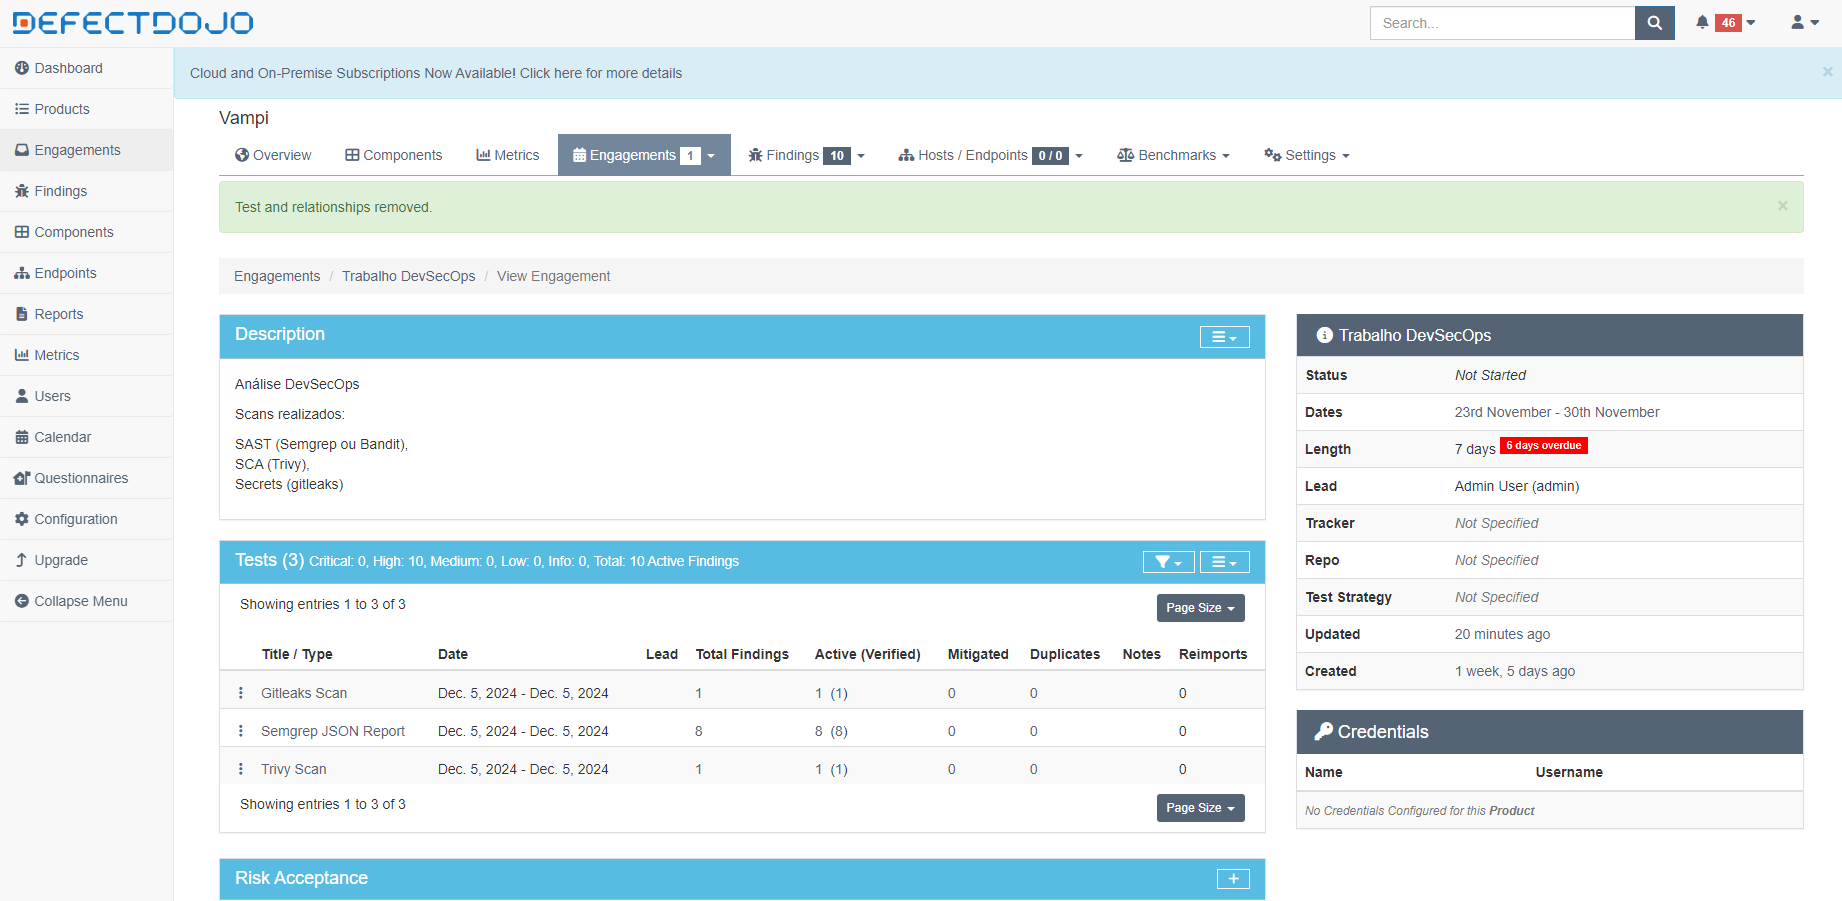 DEFECTDOJO
Search...
46
Dashboard
Products
Engagements
Findings
Components
Endpoints
Reports
Metrics
Users
Calendar
Questionnaires
Configuration
Upgrade
Collapse Menu
Cloud and On-Premise Subscriptions Now Available! Click here for more details
×
Vampi
Overview Components Metrics Engagements 1 Findings 10 Hosts / Endpoints 0 / 0 Benchmarks Settings
Test and relationships removed.
×
Engagements / Trabalho DevSecOps / View Engagement
Description
Análise DevSecOps
Scans realizados:
SAST (Semgrep ou Bandit),
SCA (Trivy),
Secrets (gitleaks)
Tests (3) Critical: 0, High: 10, Medium: 0, Low: 0, Info: 0, Total: 10 Active Findings
Showing entries 1 to 3 of 3
Page Size
Title / Type Date Lead Total Findings Active (Verified) Mitigated Duplicates Notes Reimports
Gitleaks Scan Dec. 5, 2024 - Dec. 5, 2024 1 1 (1) 0 0 0
Semgrep JSON Report Dec. 5, 2024 - Dec. 5, 2024 8 8 (8) 0 0 0
Trivy Scan Dec. 5, 2024 - Dec. 5, 2024 1 1 (1) 0 0 0
Showing entries 1 to 3 of 3
Page Size
Risk Acceptance
+
Trabalho DevSecOps
Status Not Started
Dates 23rd November - 30th November
Length 7 days 6 days overdue
Lead Admin User (admin)
Tracker Not Specified
Repo Not Specified
Test Strategy Not Specified
Updated 20 minutes ago
Created 1 week, 5 days ago
Credentials
Name Username
No Credentials Configured for this Product